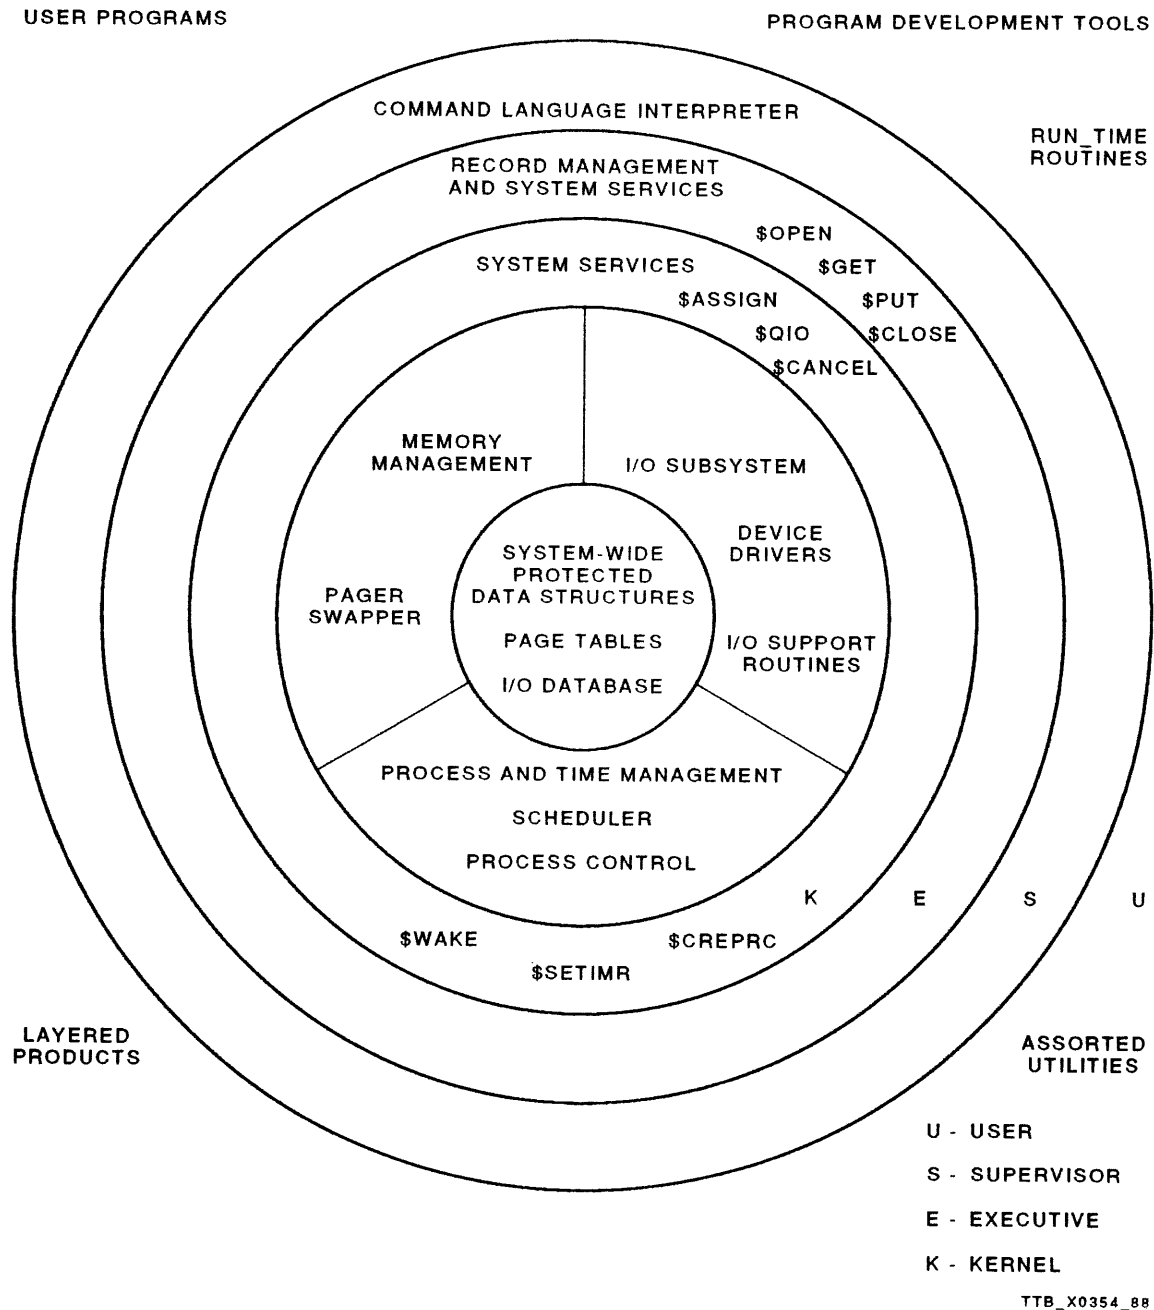 USER PROGRAMS
PROGRAM DEVELOPMENT TOOLS
COMMAND LANGUAGE INTERPRETER
RUN_TIME
ROUTINES
RECORD MANAGEMENT
AND SYSTEM SERVICES
$OPEN
SYSTEM SERVICES
$GET
$ASSIGN
$PUT
$QIO
$CLOSE
$CANCEL
MEMORY
MANAGEMENT
I/O SUBSYSTEM
DEVICE
DRIVERS
SYSTEM-WIDE
PROTECTED
DATA STRUCTURES
PAGER
SWAPPER
PAGE TABLES
I/O SUPPORT
ROUTINES
I/O DATABASE
PROCESS AND TIME MANAGEMENT
SCHEDULER
PROCESS CONTROL
K E S U
$WAKE
$CREPRC
$SETIMR
LAYERED
PRODUCTS
ASSORTED
UTILITIES
U - USER
S - SUPERVISOR
E - EXECUTIVE
K - KERNEL
TTB_X0354_88